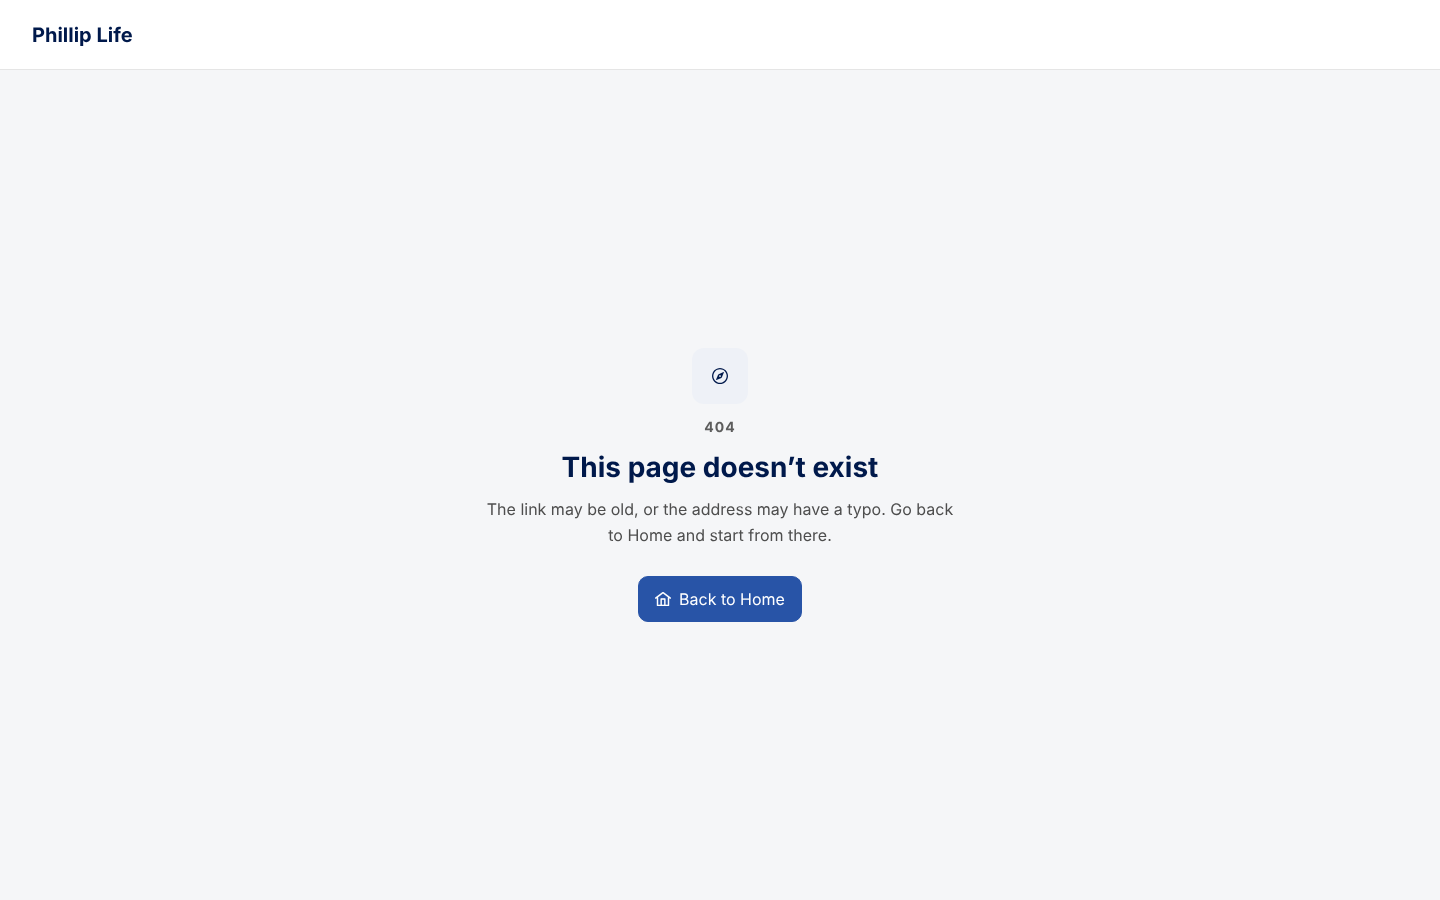 Phillip Life
404
This page doesn’t exist
The link may be old, or the address may have a typo. Go back
to Home and start from there.
Back to Home